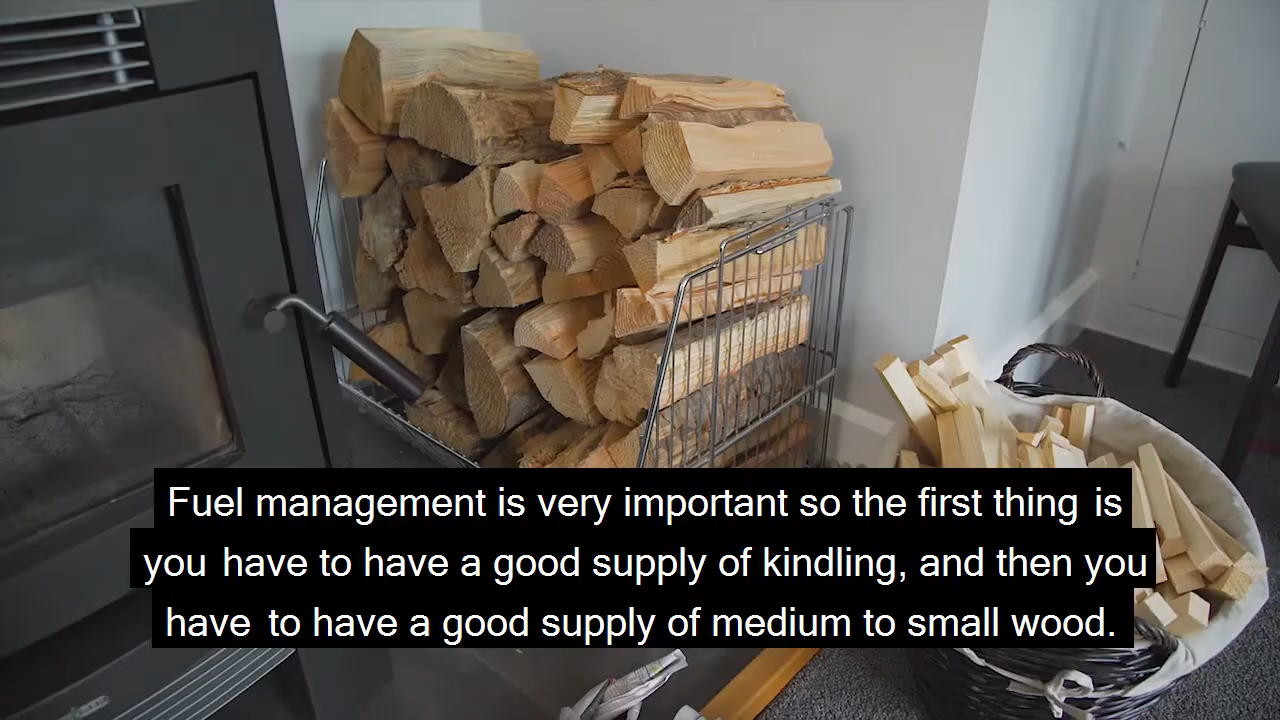 Fuel management is very important so the first thing is
you have to have a good supply of kindling, and then you
have to have a good supply of medium to small wood.